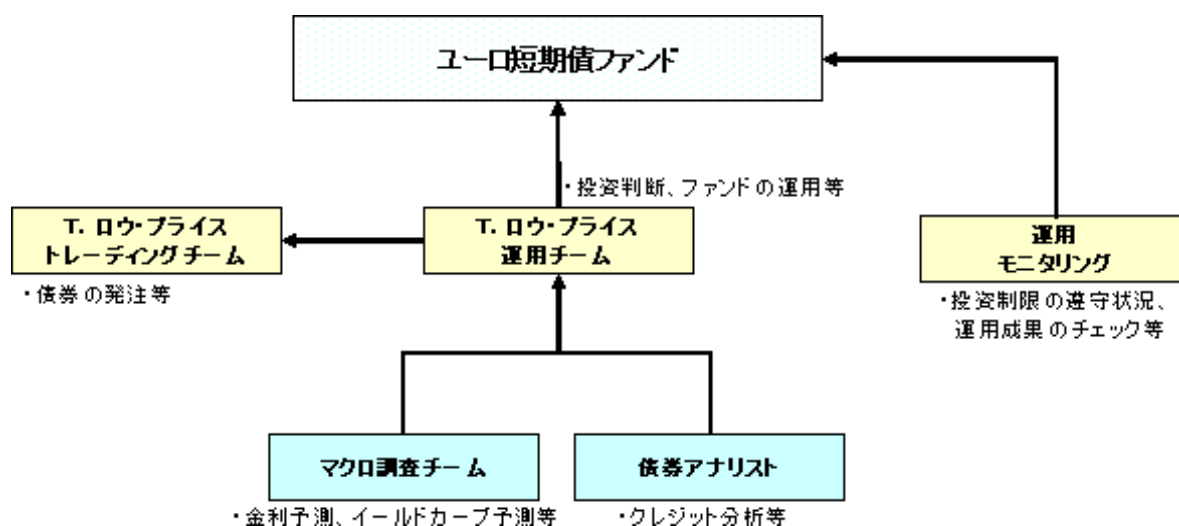 ユーロ短期債ファンド
・投資判断、ファンドの運用等
T. ロウ・プライス
トレーディングチーム
T. ロウ・プライス
運用チーム
運用
モニタリング
・債券の発注等
・投資制限の遵守状況、
運用成果のチェック等
マクロ調査チーム
債券アナリスト
・金利予測、イールドカーブ予測等
・クレジット分析等